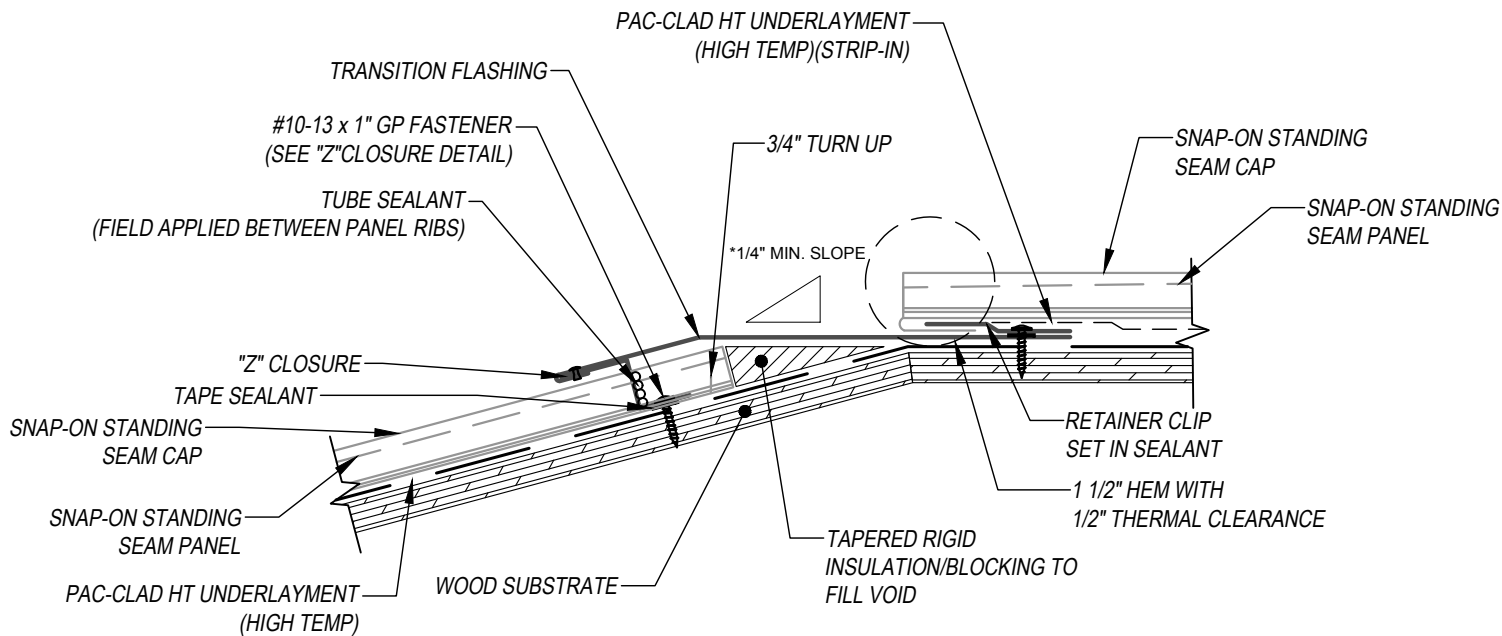 PAC-CLAD HT UNDERLAYMENT
(HIGH TEMP)(STRIP-IN)
TRANSITION FLASHING
#10-13 x 1" GP FASTENER
(SEE "Z"CLOSURE DETAIL)
3/4" TURN UP
SNAP-ON STANDING
SEAM CAP
TUBE SEALANT
(FIELD APPLIED BETWEEN PANEL RIBS)
SNAP-ON STANDING
SEAM PANEL
*1/4" MIN. SLOPE
"Z" CLOSURE
TAPE SEALANT
SNAP-ON STANDING
SEAM CAP
RETAINER CLIP
SET IN SEALANT
1 1/2" HEM WITH
1/2" THERMAL CLEARANCE
SNAP-ON STANDING
SEAM PANEL
TAPERED RIGID
INSULATION/BLOCKING TO
FILL VOID
WOOD SUBSTRATE
PAC-CLAD HT UNDERLAYMENT
(HIGH TEMP)